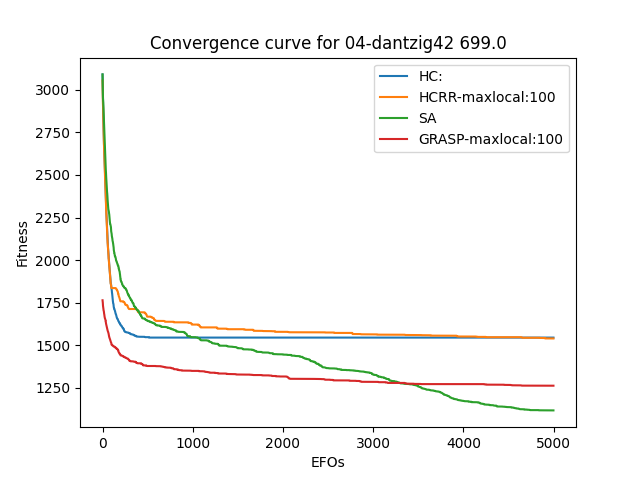 Convergence curve for 04-dantzig42 699.0
HC:
HCRR-maxlocal:100
SA
GRASP-maxlocal:100
Fitness
3000
2750
2500
2250
2000
1750
1500
1250
0 1000 2000 3000 4000 5000
EFOs